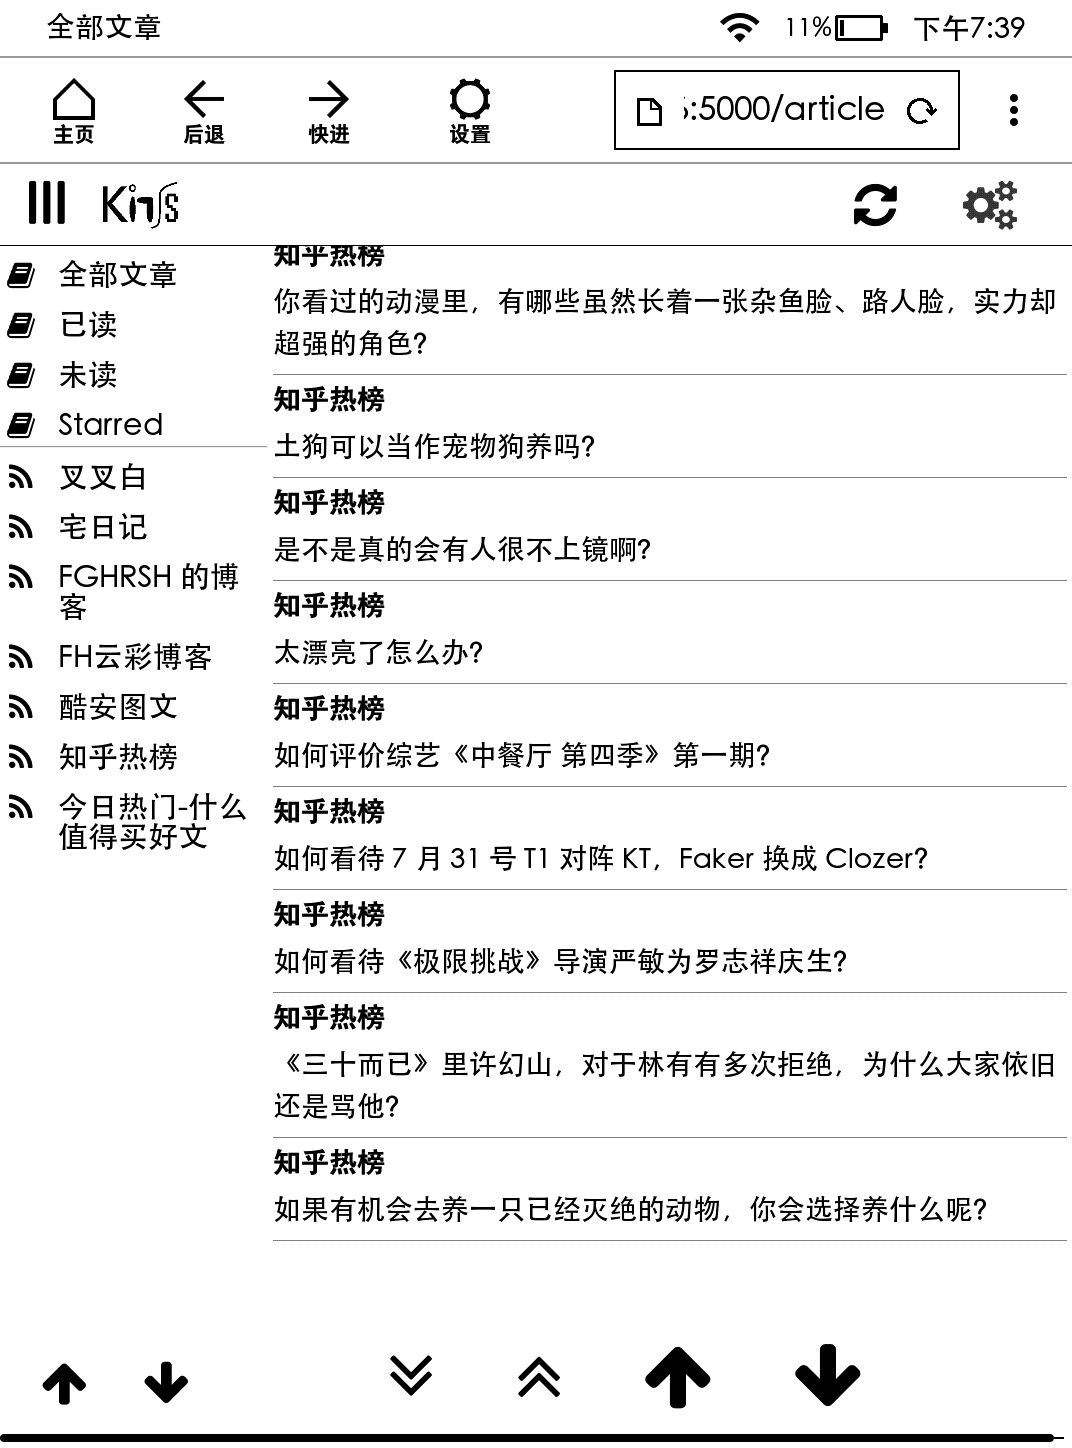 全部文章
11%
下午7:39
主页
后退
快进
设置
:5000/article
Kin
S
全部文章
已读
未读
Starred
叉叉白
宅日记
FGHRSH 的博
客
FH云彩博客
酷安图文
知乎热榜
今日热门-什么
值得买好文
知乎热榜
你看过的动漫里，有哪些虽然长着一张杂鱼脸、路人脸，实力却
超强的角色?
知乎热榜
土狗可以当作宠物狗养吗?
知乎热榜
是不是真的会有人很不上镜啊?
知乎热榜
太漂亮了怎么办?
知乎热榜
如何评价综艺《中餐厅 第四季》第一期?
知乎热榜
如何看待 7 月 31 号 T1 对阵 KT，Faker 换成 Clozer?
知乎热榜
如何看待《极限挑战》导演严敏为罗志祥庆生?
知乎热榜
《三十而已》里许幻山，对于林有有多次拒绝，为什么大家依旧
还是骂他?
知乎热榜
如果有机会去养一只已经灭绝的动物，你会选择养什么呢?